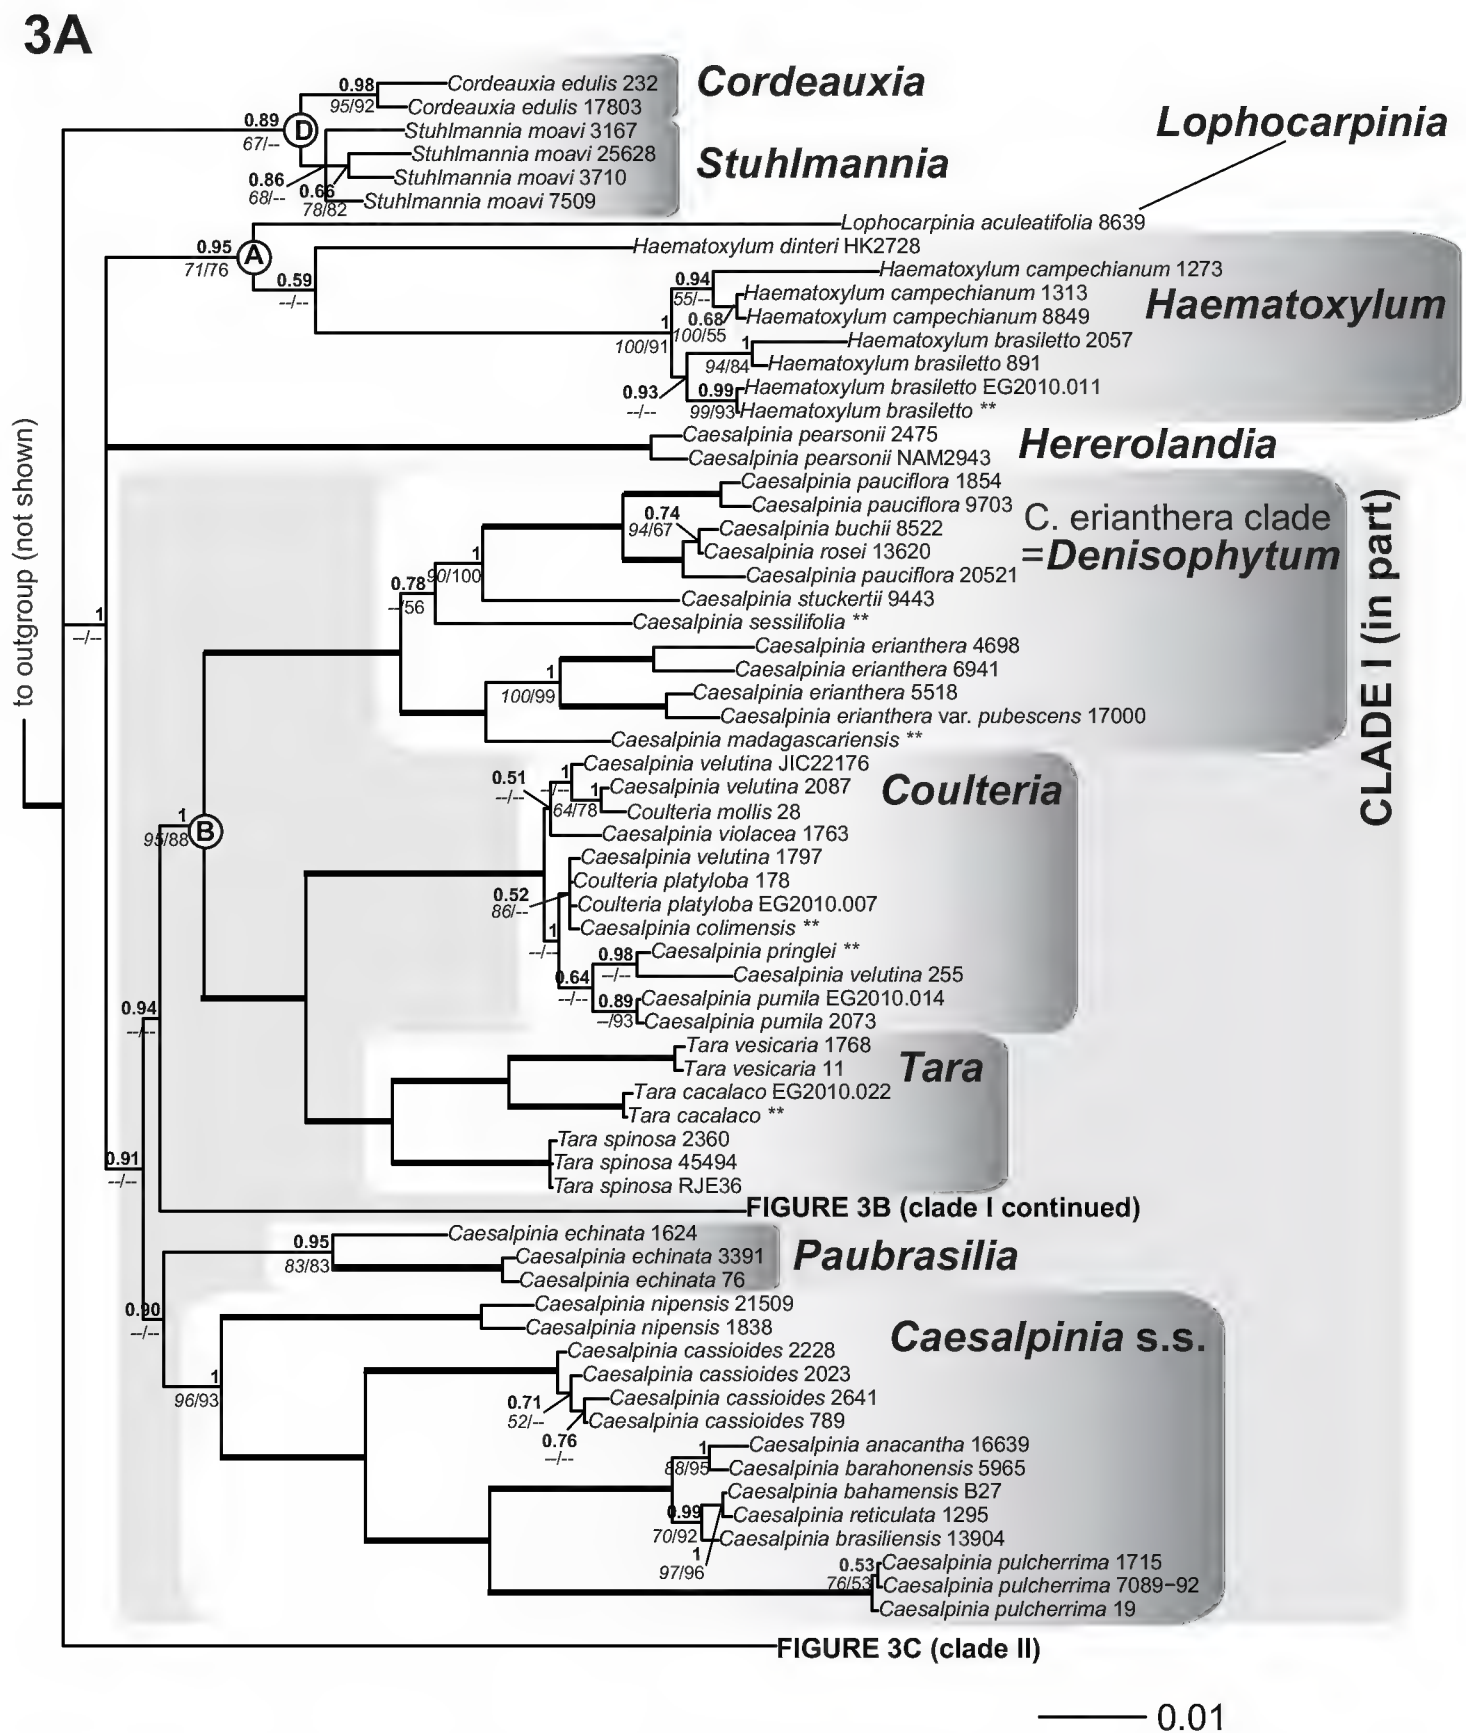 3A
0.98
95/92
Cordeauxia edulis 232
Cordeauxia edulis 17803
Cordeauxia
0.89
67/--
D
Stuhlmannia moavi 3167
Stuhlmannia moavi 25628
Stuhlmannia moavi 3710
Stuhlmannia moavi 7509
Stuhlmannia
0.86
68/--
0.66
78/82
Lophocarpinia
Lophocarpinia aculeatifolia 8639
0.95
71/76
A
Haematoxylum dinteri HK2728
0.59
--/--
Haematoxylum campechianum 1273
0.94
55/--
Haematoxylum campechianum 1313
Haematoxylum campechianum 8849
0.68
100/55
Haematoxylum
1
100/91
Haematoxylum brasiletto 2057
1
94/84
Haematoxylum brasiletto 891
0.93
--/--
0.99
99/93
Haematoxylum brasiletto EG2010.011
Haematoxylum brasiletto **
Caesalpinia pearsonii 2475
Caesalpinia pearsonii NAM2943
Hererolandia
to outgroup (not shown)
CLADE I (in part)
Caesalpinia pauciflora 1854
Caesalpinia pauciflora 9703
0.74
94/67
Caesalpinia buchii 8522
Caesalpinia rosei 13620
Caesalpinia pauciflora 20521
C. erianthera clade
=Denisophytum
1
90/100
Caesalpinia stuckertii 9443
0.78
--/56
Caesalpinia sessilifolia **
1
--/--
Caesalpinia erianthera 4698
Caesalpinia erianthera 6941
1
100/99
Caesalpinia erianthera 5518
Caesalpinia erianthera var. pubescens 17000
Caesalpinia madagascariensis **
Caesalpinia velutina JIC22176
0.51
--/--
1
--/--
Caesalpinia velutina 2087
1
64/78
Coulteria mollis 28
Coulteria
Caesalpinia violacea 1763
1
95/88
B
Caesalpinia velutina 1797
Coulteria platyloba 178
0.52
86/--
Coulteria platyloba EG2010.007
Caesalpinia colimensis **
1
--/--
0.98
--/--
Caesalpinia pringlei **
Caesalpinia velutina 255
0.64
--/--
0.89
--/93
Caesalpinia pumila EG2010.014
Caesalpinia pumila 2073
0.94
--/--
Tara vesicaria 1768
Tara vesicaria 11
Tara
Tara cacalaco EG2010.022
Tara cacalaco **
Tara spinosa 2360
Tara spinosa 45494
Tara spinosa RJE36
0.91
--/--
FIGURE 3B (clade I continued)
Caesalpinia echinata 1624
0.95
83/83
Caesalpinia echinata 3391
Caesalpinia echinata 76
Paubrasilia
0.90
--/--
Caesalpinia nipensis 21509
Caesalpinia nipensis 1838
Caesalpinia s.s.
1
96/93
Caesalpinia cassioides 2228
Caesalpinia cassioides 2023
0.71
52/--
Caesalpinia cassioides 2641
Caesalpinia cassioides 789
0.76
--/--
Caesalpinia anacantha 16639
1
88/95
Caesalpinia barahonensis 5965
Caesalpinia bahamensis B27
0.99
70/92
Caesalpinia reticulata 1295
Caesalpinia brasiliensis 13904
1
97/96
0.53
76/53
Caesalpinia pulcherrima 1715
Caesalpinia pulcherrima 7089–92
Caesalpinia pulcherrima 19
FIGURE 3C (clade II)
0.01